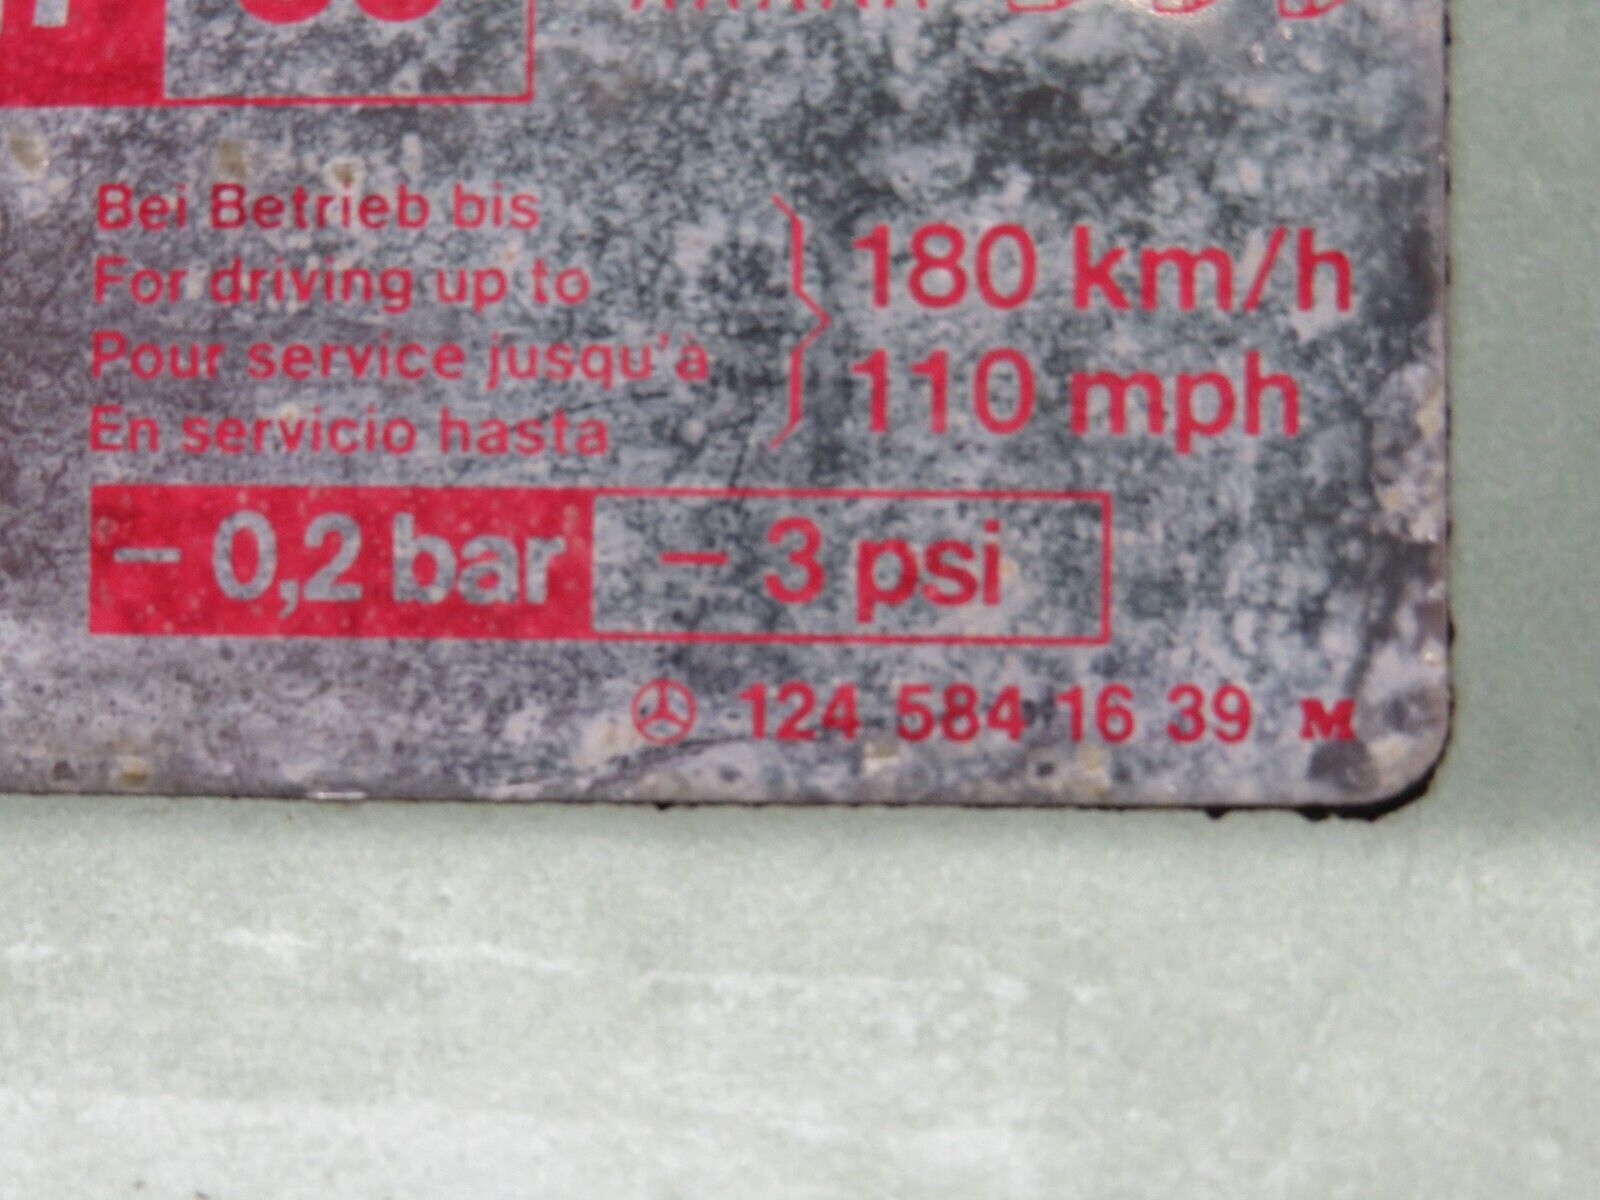 Bei Betrieb bis
For driving up to
Pour service jusqu'à
En servicio hasta
180 km/h
110 mph
– 0,2 bar – 3 psi
124 584 16 39 M